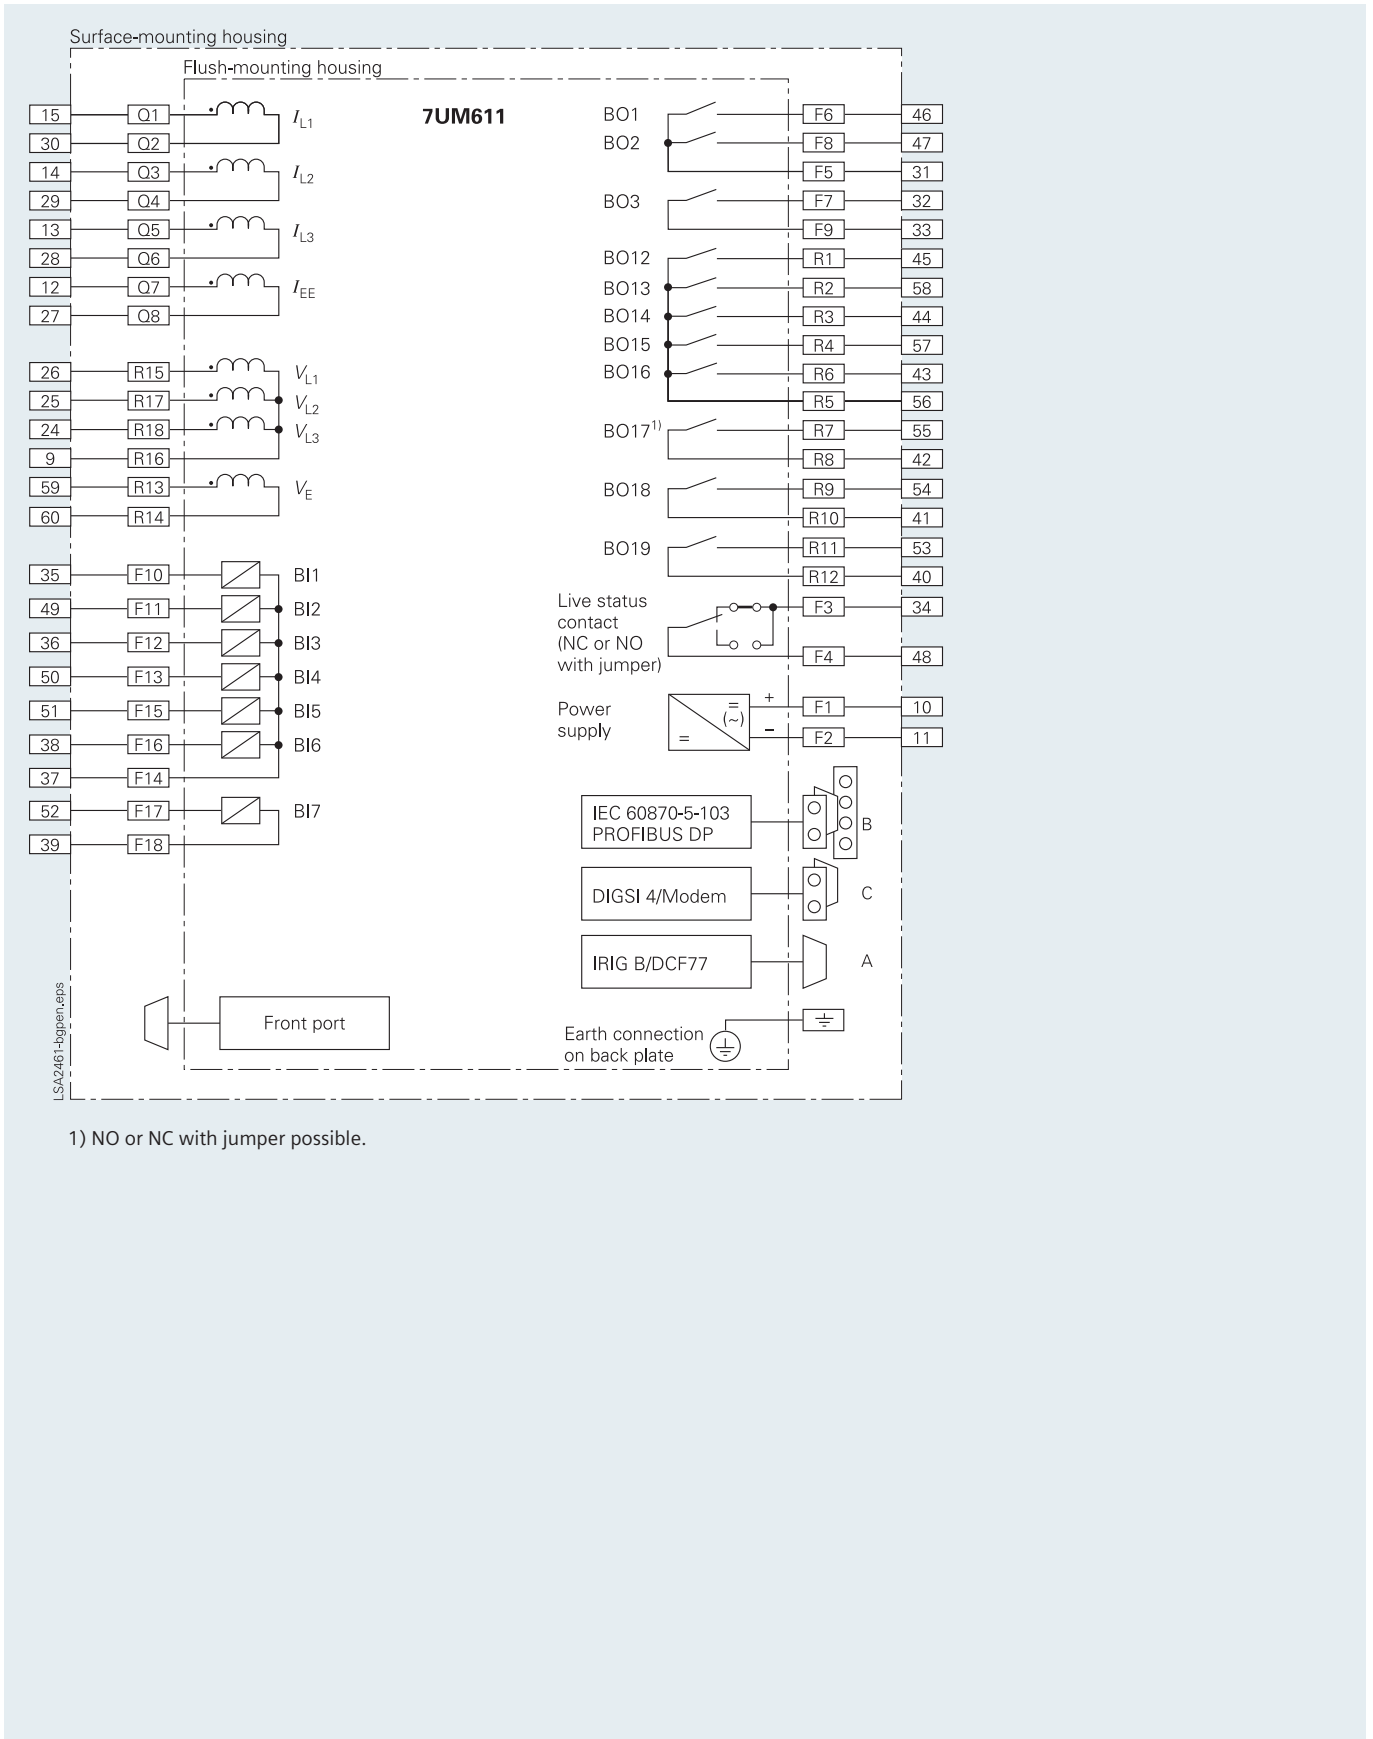 Surface-mounting housing
Flush-mounting housing
7UM611
15 Q1 I L1
30 Q2
14 Q3 I L2
29 Q4
13 Q5 I L3
28 Q6
12 Q7 I EE
27 Q8
26 R15 V L1
25 R17 V L2
24 R18 V L3
9 R16
59 R13 V E
60 R14
35 F10 BI1
49 F11 BI2
36 F12 BI3
50 F13 BI4
51 F15 BI5
38 F16 BI6
37 F14
52 F17 BI7
39 F18
Front port
BO1 F6 46
BO2 F8 47
F5 31
BO3 F7 32
F9 33
BO12 R1 45
BO13 R2 58
BO14 R3 44
BO15 R4 57
BO16 R6 43
R5 56
BO17 1) R7 55
R8 42
BO18 R9 54
R10 41
BO19 R11 53
R12 40
Live status
contact
(NC or NO
with jumper)
F3 34
F4 48
Power
supply
= (~) =
+ F1 10
– F2 11
IEC 60870-5-103
PROFIBUS DP
B
DIGSI 4/Modem
C
IRIG B/DCF77
A
Earth connection
on back plate
LSA2461-bgpen.eps
1) NO or NC with jumper possible.